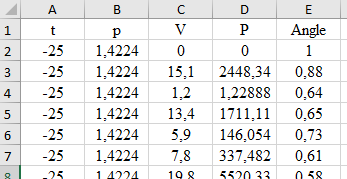 A B C D E
1 t p V P Angle
2 -25 1,4224 0 0 1
3 -25 1,4224 15,1 2448,34 0,88
4 -25 1,4224 1,2 1,22888 0,64
5 -25 1,4224 13,4 1711,11 0,65
6 -25 1,4224 5,9 146,054 0,73
7 -25 1,4224 7,8 337,482 0,61
8 -25 1,4224 19,8 5520,33 0,58